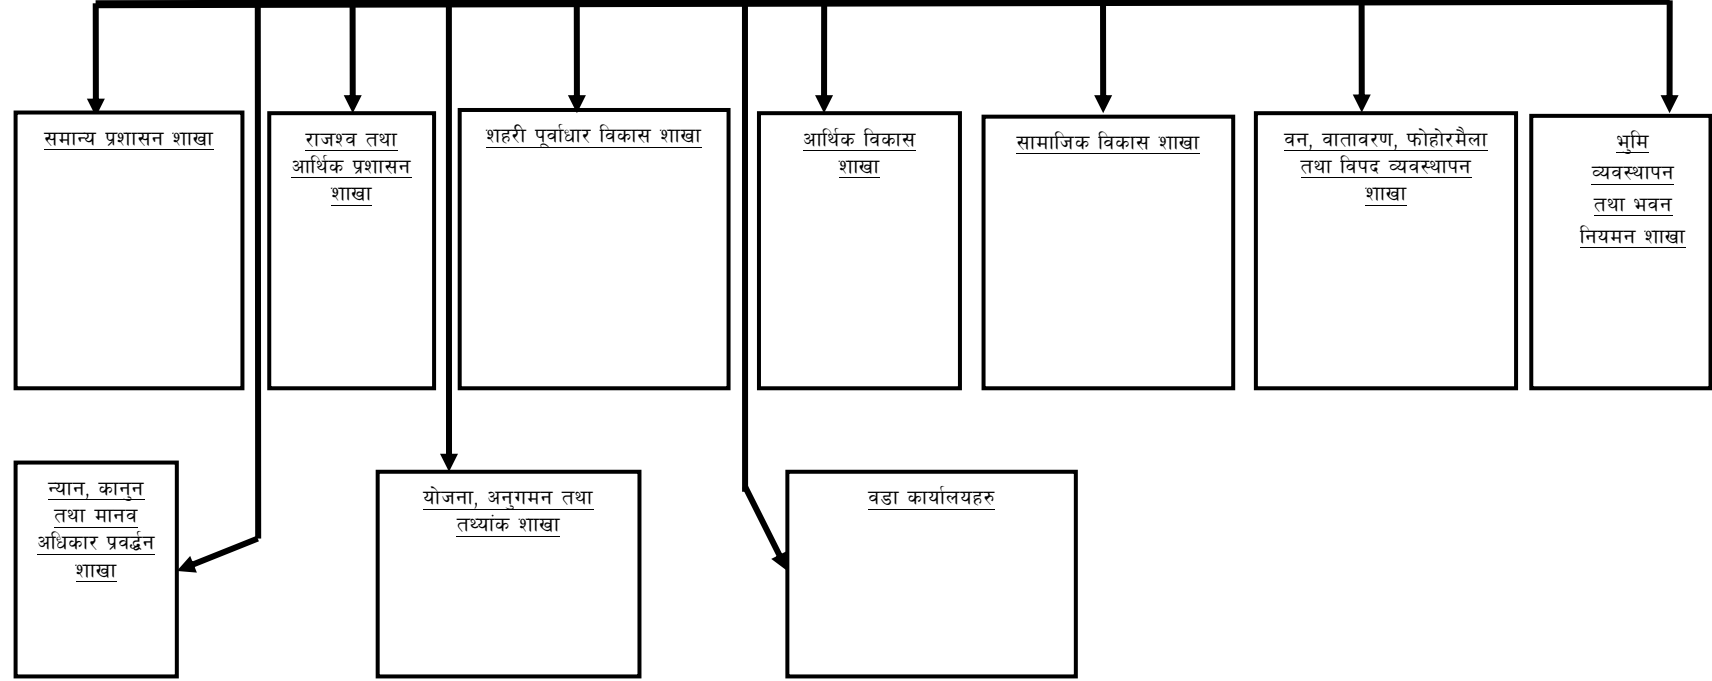 समान्य प्रशासन शाखा
राजश्व तथा
आर्थिक प्रशासन
शाखा
शहरी पूर्वाधार विकास शाखा
आर्थिक विकास
शाखा
सामाजिक विकास शाखा
वन, वातावरण, फोहोरमैला
तथा विपद व्यवस्थापन
शाखा
भुमि
व्यवस्थापन
तथा भवन
नियमन शाखा
न्यान, कानुन
तथा मानव
अधिकार प्रवर्द्धन
शाखा
योजना, अनुगमन तथा
तथ्यांक शाखा
वडा कार्यालयहरु